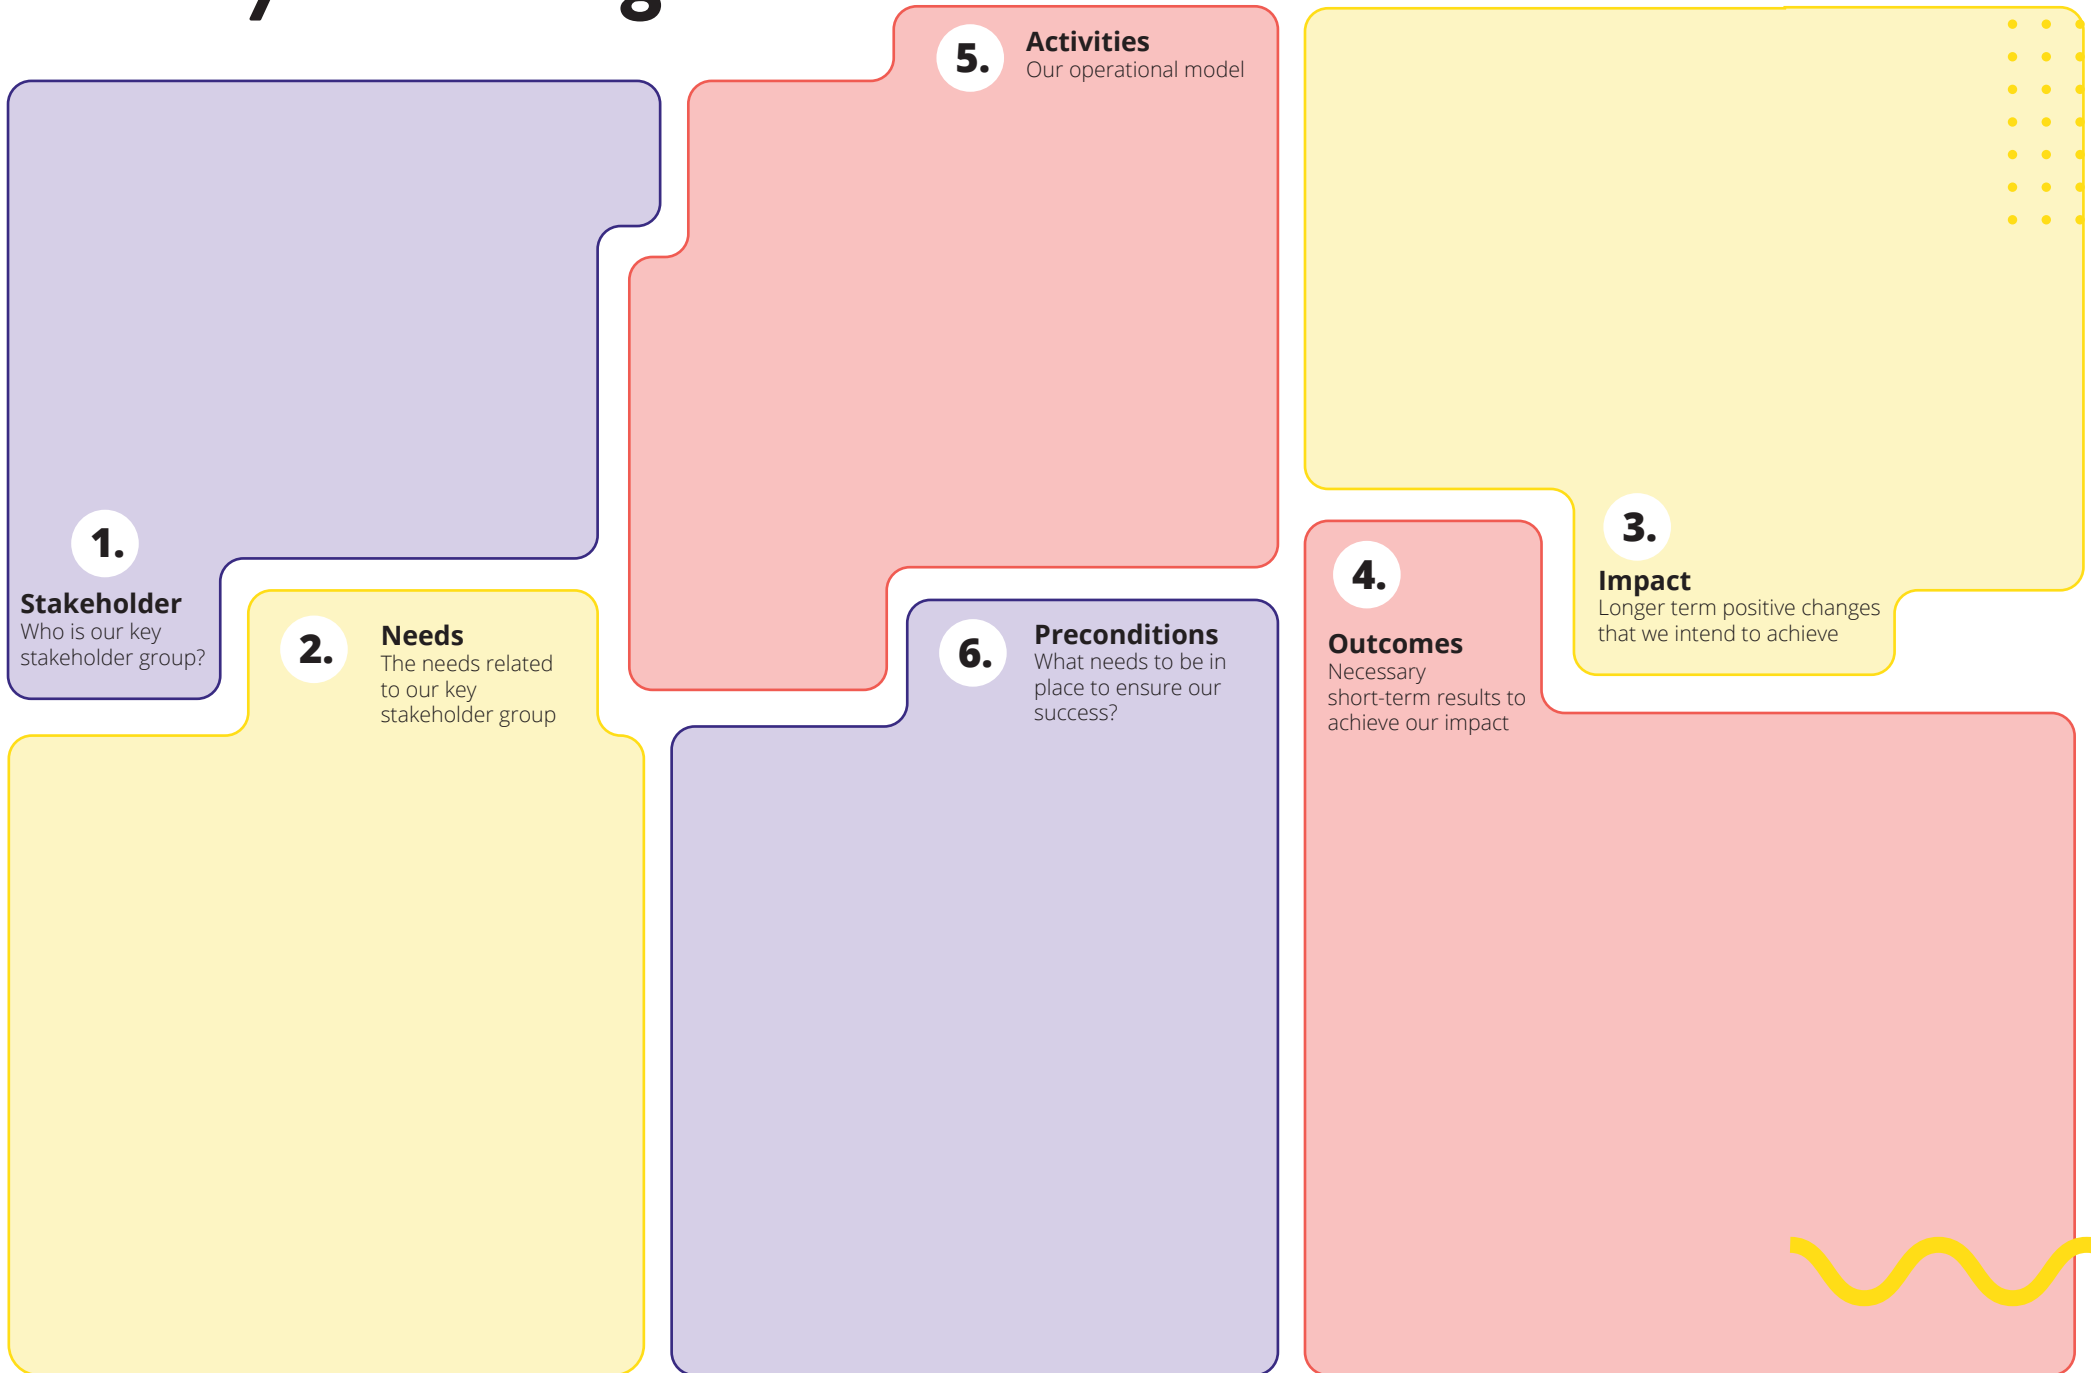 1.
Stakeholder
Who is our key
stakeholder group?
2.
Needs
The needs related
to our key
stakeholder group
3.
Impact
Longer term positive changes
that we intend to achieve
4.
Outcomes
Necessary
short-term results to
achieve our impact
5.
Activities
Our operational model
6.
Preconditions
What needs to be in
place to ensure our
success?